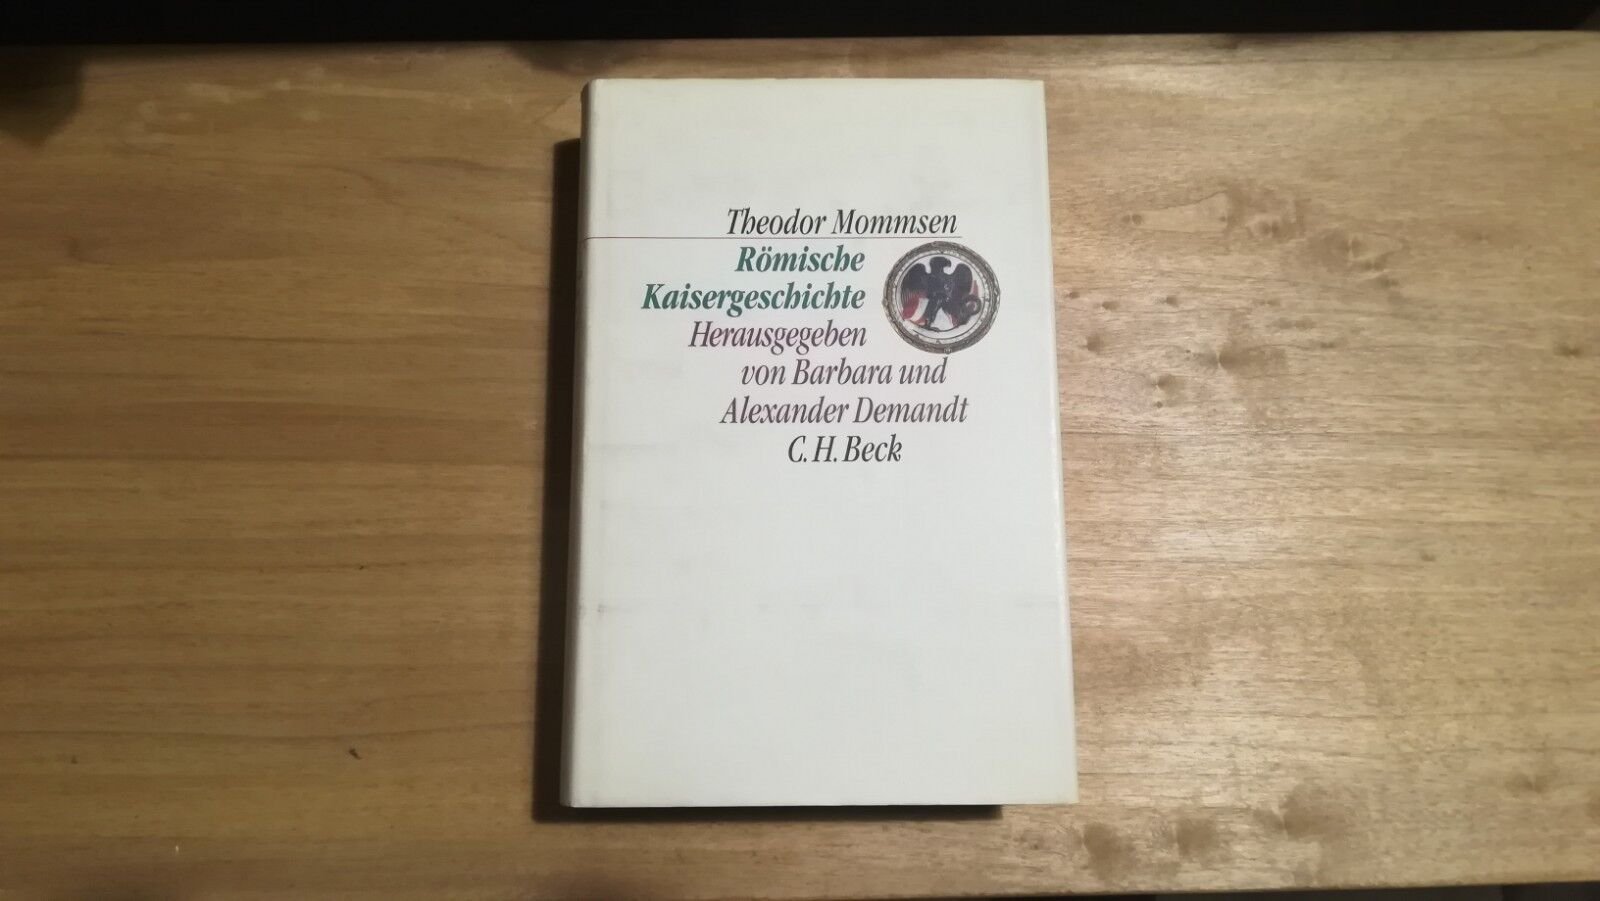 Theodor Mommsen
Römische
Kaisergeschichte
Herausgegeben
von Barbara und
Alexander Demandt
C. H. Beck